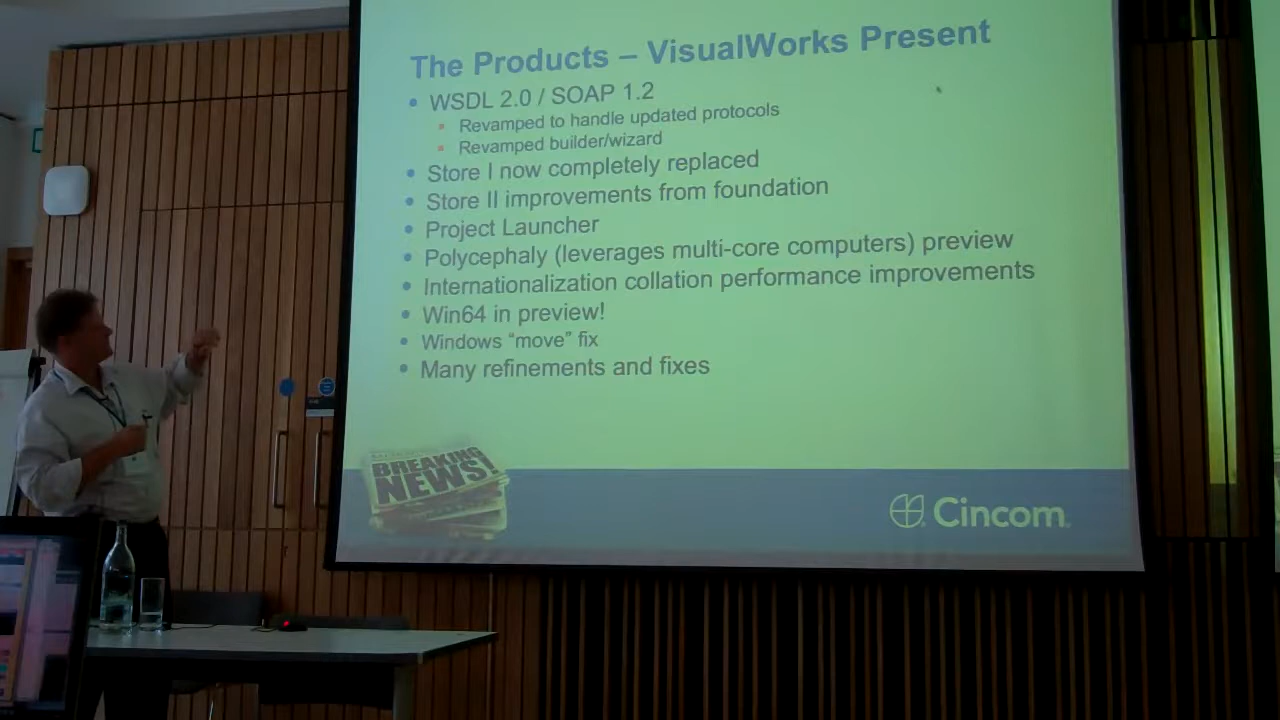 The Products – VisualWorks Present
• WSDL 2.0 / SOAP 1.2
▪ Revamped to handle updated protocols
▪ Revamped builder/wizard
• Store I now completely replaced
• Store II improvements from foundation
• Project Launcher
• Polycephaly (leverages multi-core computers) preview
• Internationalization collation performance improvements
• Win64 in preview!
• Windows “move” fix
• Many refinements and fixes
BREAKING
NEWS!
Cincom